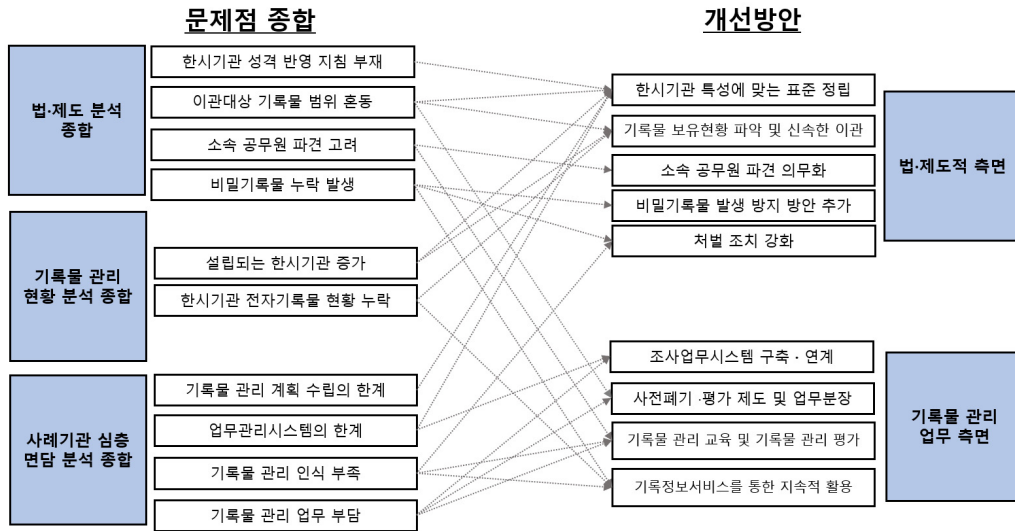 문제점 종합
개선방안
법·제도 분석
종합
한시기관 성격 반영 지침 부재
이관대상 기록물 범위 혼동
소속 공무원 파견 고려
비밀기록물 누락 발생
기록물 관리
현황 분석 종합
설립되는 한시기관 증가
한시기관 전자기록물 현황 누락
사례기관 심층
면담 분석 종합
기록물 관리 계획 수립의 한계
업무관리시스템의 한계
기록물 관리 인식 부족
기록물 관리 업무 부담
한시기관 특성에 맞는 표준 정립
기록물 보유현황 파악 및 신속한 이관
소속 공무원 파견 의무화
비밀기록물 발생 방지 방안 추가
처벌 조치 강화
법·제도적 측면
조사업무시스템 구축 · 연계
사전폐기 ·평가 제도 및 업무분장
기록물 관리 교육 및 기록물 관리 평가
기록정보서비스를 통한 지속적 활용
기록물 관리
업무 측면